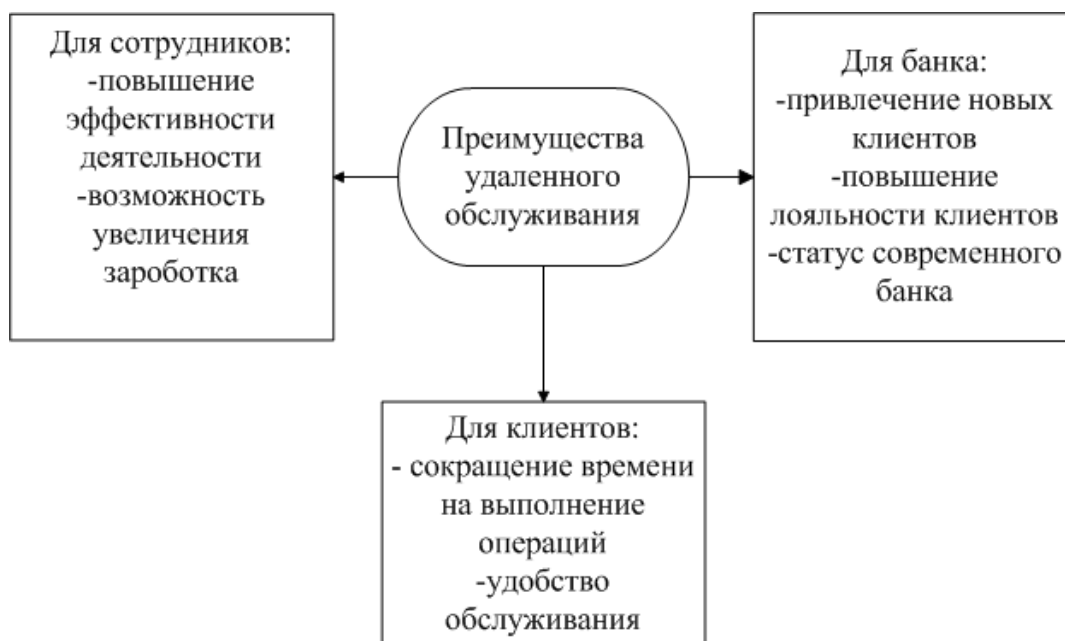 Для сотрудников:
-повышение
эффективности
деятельности
-возможность
увеличения
зароботка
Преимущества
удаленного
обслуживания
Для банка:
-привлечение новых
клиентов
-повышение
лояльности клиентов
-статус современного
банка
Для клиентов:
- сокращение времени
на выполнение
операций
-удобство
обслуживания